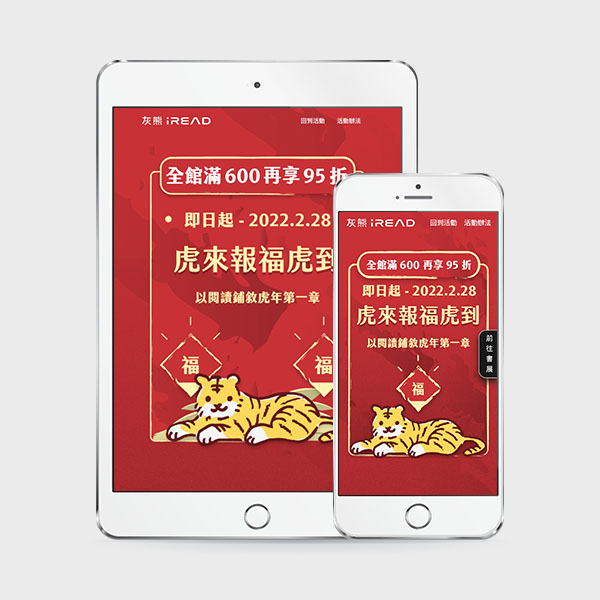 灰熊 iREAD
回到活動 活動辦法
全館滿 600 再享 95 折
• 即日起 - 2022.2.28
虎來報福虎到
以閱讀鋪敘虎年第一章
福
福
灰熊 iREAD
回到活動 活動辦法
全館滿 600 再享 95 折
即日起 - 2022.2.28
虎來報福虎到
以閱讀鋪敘虎年第一章
前往書展
福